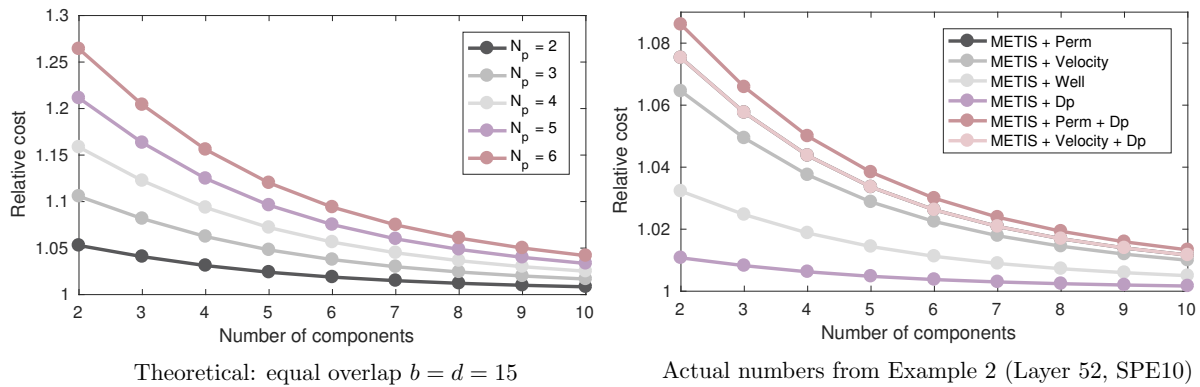 1.3
1.25
1.2
1.15
1.1
1.05
1
Relative cost
2 3 4 5 6 7 8 9 10
Number of components
N_p = 2
N_p = 3
N_p = 4
N_p = 5
N_p = 6
Theoretical: equal overlap b = d = 15
1.08
1.06
1.04
1.02
1
Relative cost
2 3 4 5 6 7 8 9 10
Number of components
METIS + Perm
METIS + Velocity
METIS + Well
METIS + Dp
METIS + Perm + Dp
METIS + Velocity + Dp
Actual numbers from Example 2 (Layer 52, SPE10)